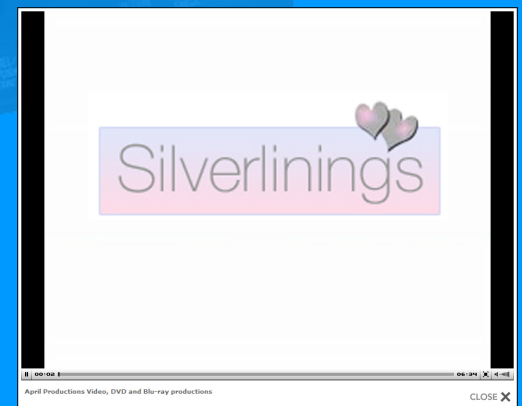 Silverlinings
00:02 06:34
April Productions Video, DVD and Blu-ray productions
CLOSE X